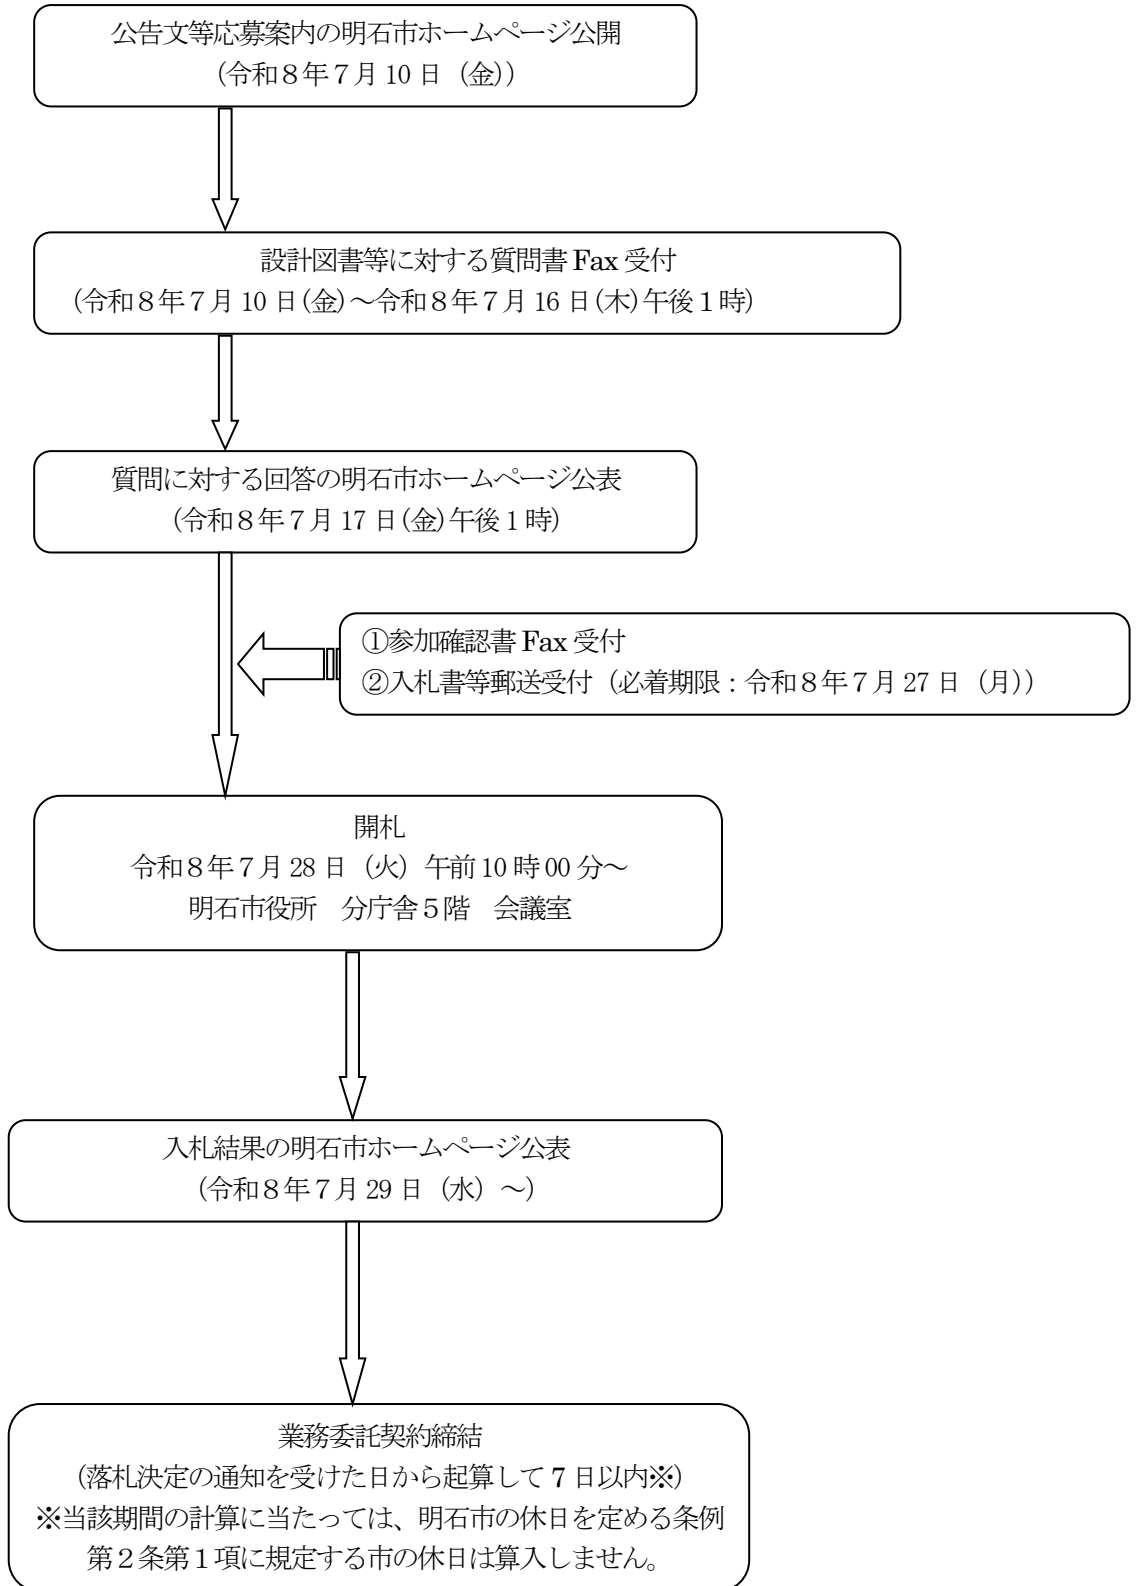 公告文等応募案内の明石市ホームページ公開
（令和８年７月 10 日（金））
設計図書等に対する質問書 Fax 受付
（令和８年７月 10 日（金）～令和８年７月 16 日（木）午後１時）
質問に対する回答の明石市ホームページ公表
（令和８年７月 17 日（金）午後１時）
①参加確認書 Fax 受付
②入札書等郵送受付（必着期限：令和８年７月 27 日（月））
開札
令和８年７月 28 日（火）午前 10 時 00 分～
明石市役所　分庁舎５階　会議室
入札結果の明石市ホームページ公表
（令和８年７月 29 日（水）～）
業務委託契約締結
（落札決定の通知を受けた日から起算して 7 日以内※）
※当該期間の計算に当たっては、明石市の休日を定める条例
第２条第１項に規定する市の休日は算入しません。